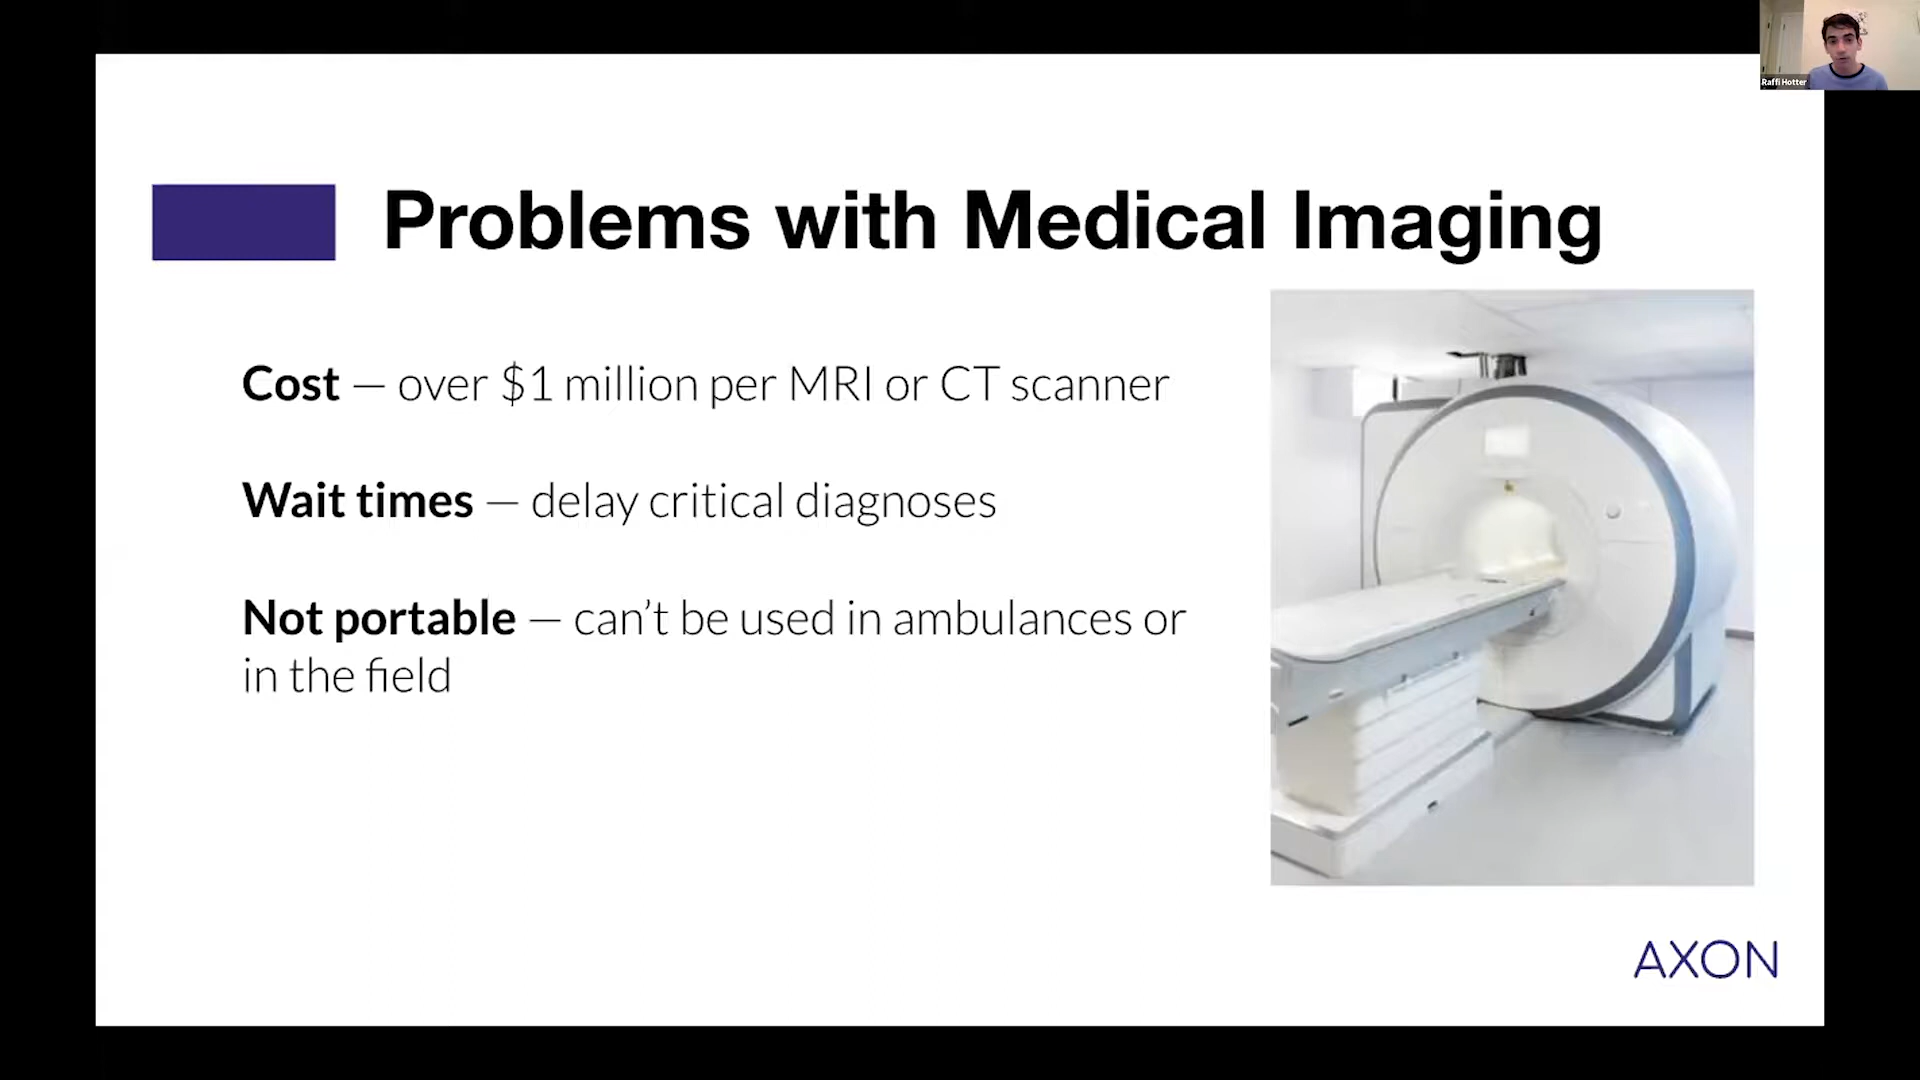 Raffi Hotter
Problems with Medical Imaging
Cost — over $1 million per MRI or CT scanner
Wait times — delay critical diagnoses
Not portable — can’t be used in ambulances or
in the field
AXON